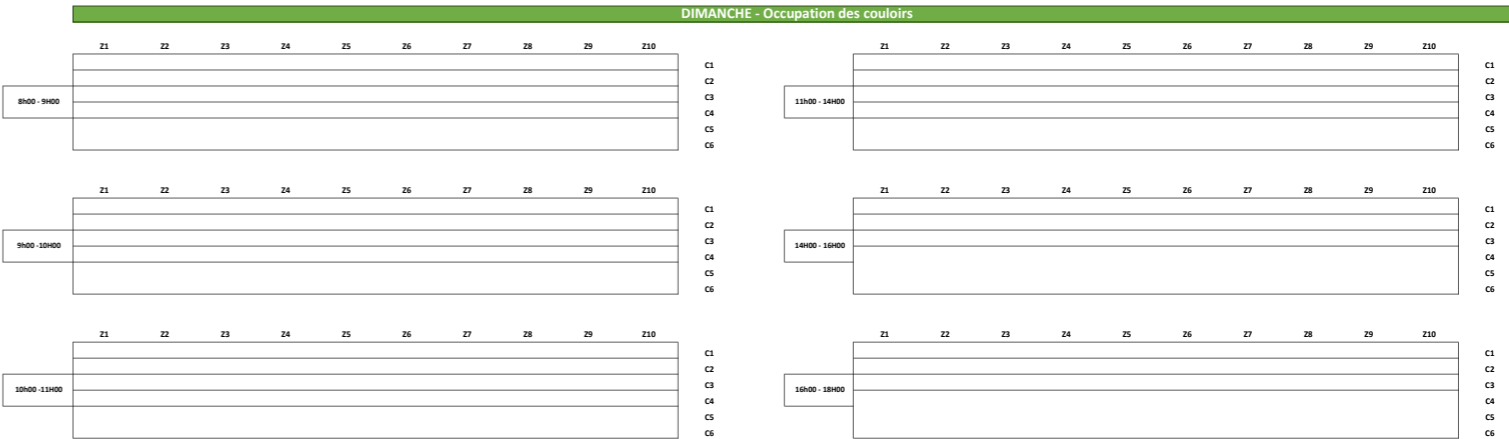 DIMANCHE - Occupation des couloirs
Z1 Z2 Z3 Z4 Z5 Z6 Z7 Z8 Z9 Z10
C1
C2
8h00 - 9H00 C3
C4
C5
C6
Z1 Z2 Z3 Z4 Z5 Z6 Z7 Z8 Z9 Z10
C1
C2
9h00 -10H00 C3
C4
C5
C6
Z1 Z2 Z3 Z4 Z5 Z6 Z7 Z8 Z9 Z10
C1
C2
10h00 -11H00 C3
C4
C5
C6
Z1 Z2 Z3 Z4 Z5 Z6 Z7 Z8 Z9 Z10
C1
C2
11h00 - 14H00 C3
C4
C5
C6
Z1 Z2 Z3 Z4 Z5 Z6 Z7 Z8 Z9 Z10
C1
C2
14H00 - 16H00 C3
C4
C5
C6
Z1 Z2 Z3 Z4 Z5 Z6 Z7 Z8 Z9 Z10
C1
C2
16h00 - 18H00 C3
C4
C5
C6